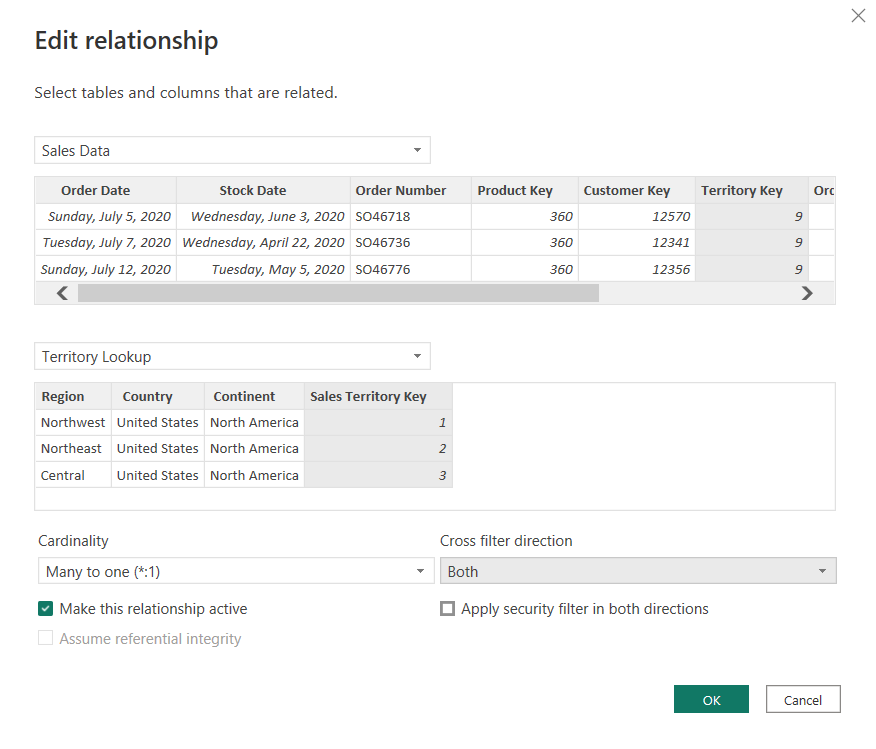 Edit relationship
Select tables and columns that are related.
Sales Data
Order Date Stock Date Order Number Product Key Customer Key Territory Key Orc
Sunday, July 5, 2020 Wednesday, June 3, 2020 SO46718 360 12570 9
Tuesday, July 7, 2020 Wednesday, April 22, 2020 SO46736 360 12341 9
Sunday, July 12, 2020 Tuesday, May 5, 2020 SO46776 360 12356 9
Territory Lookup
Region Country Continent Sales Territory Key
Northwest United States North America 1
Northeast United States North America 2
Central United States North America 3
Cardinality Cross filter direction
Many to one (*:1) Both
Make this relationship active Apply security filter in both directions
Assume referential integrity
OK Cancel